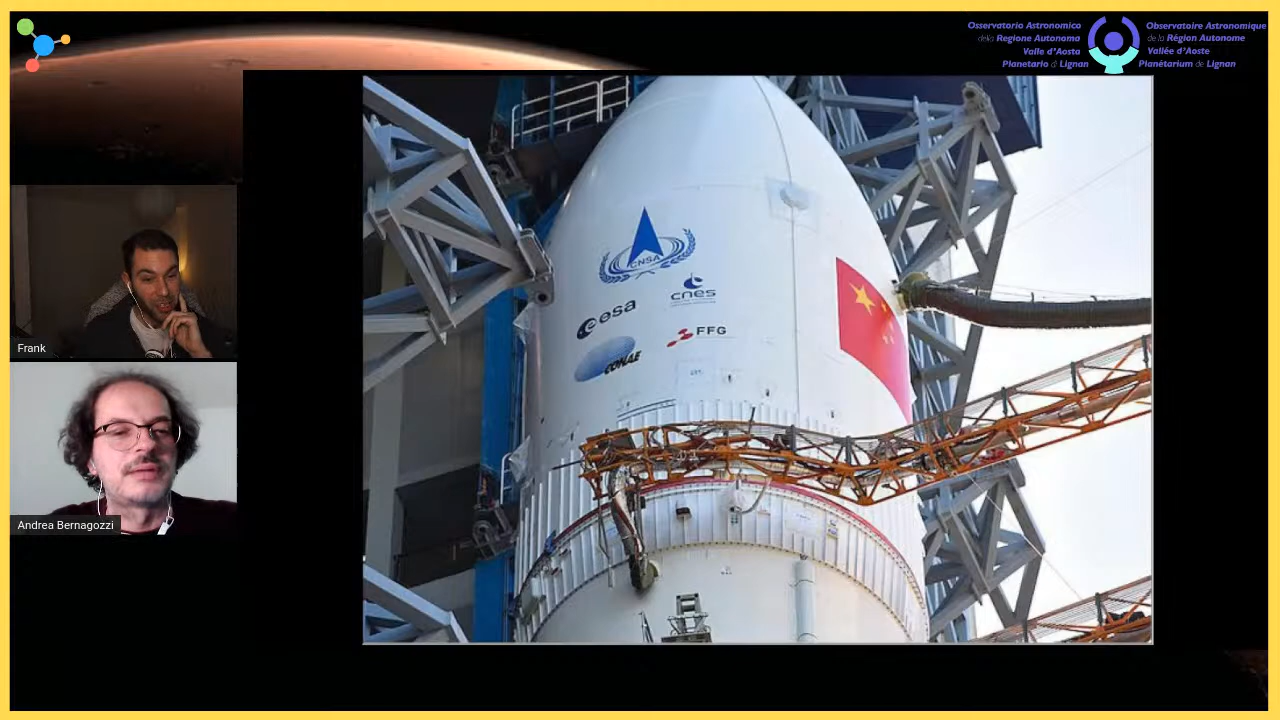 Osservatorio Astronomico
della Regione Autonoma
Valle d'Aosta
Planetario di Lignan
Observatoire Astronomique
de la Région Autonome
Vallée d'Aoste
Planétarium de Lignan
CNSA
cnes
esa
FFG
CONAE
Frank
Andrea Bernagozzi